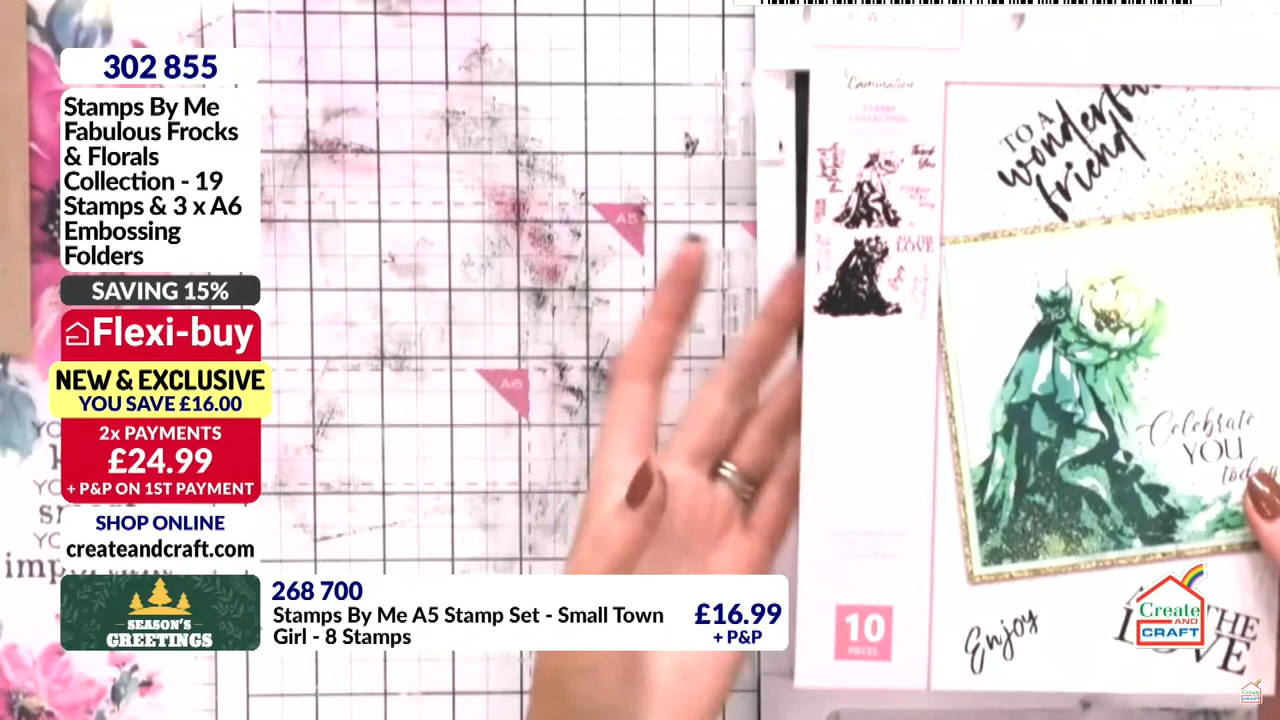 302 855
Stamps By Me
Fabulous Frocks
& Florals
Collection - 19
Stamps & 3 x A6
Embossing
Folders
SAVING 15%
Flexi-buy
NEW & EXCLUSIVE
YOU SAVE £16.00
2x PAYMENTS
£24.99
+ P&P ON 1ST PAYMENT
SHOP ONLINE
createandcraft.com
SEASON'S
GREETINGS
268 700
Stamps By Me A5 Stamp Set - Small Town
Girl - 8 Stamps
£16.99
+ P&P
A5
A6
TO A
wonderful
friend
Celebrate
YOU
today
10
PIECES
Enjoy
THE
LOVE
Create
AND
CRAFT